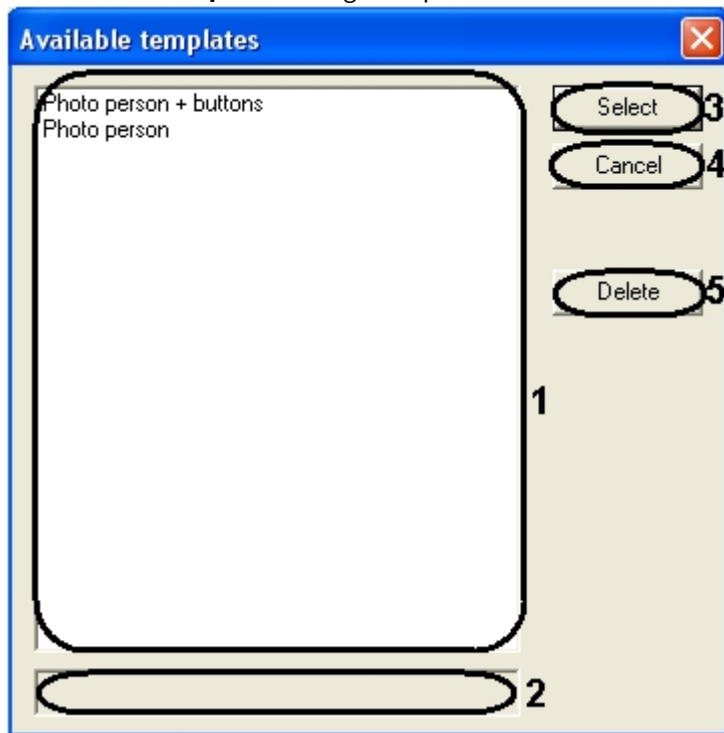 Available templates
Photo person + buttons
Photo person
Select 3
Cancel 4
Delete 5
1
2